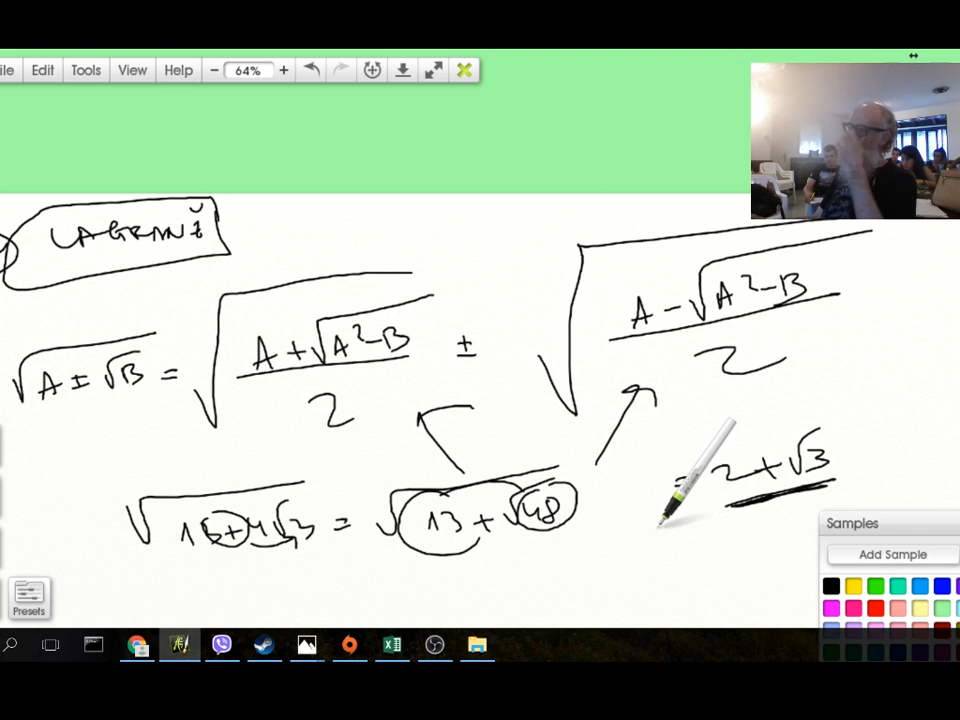 ile Edit Tools View Help − 64% +
LAGRANŽ
√(A ± √B) = √((A + √(A² − B))/2) ± √((A − √(A² − B))/2)
= 2 + √3
√(13 + 4√3) = √(13 + √48)
Samples
Add Sample
Presets